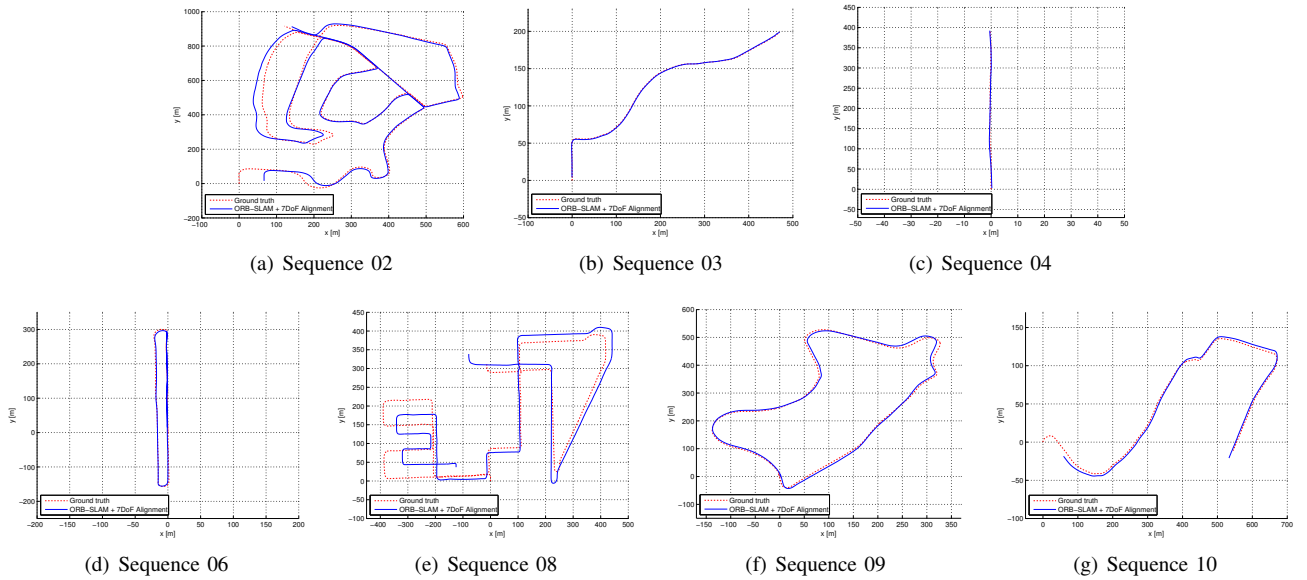 1000
800
600
400
200
0
-200
y [m]
-100 0 100 200 300 400 500 600
x [m]
Ground truth
ORB-SLAM + 7DoF Alignment
(a) Sequence 02
200
150
100
50
0
-50
y [m]
-100 0 100 200 300 400 500
x [m]
Ground truth
ORB-SLAM + 7DoF Alignment
(b) Sequence 03
450
400
350
300
250
200
150
100
50
0
-50
y [m]
-50 -40 -30 -20 -10 0 10 20 30 40 50
x [m]
Ground truth
ORB-SLAM + 7DoF Alignment
(c) Sequence 04
300
200
100
0
-100
-200
y [m]
-200 -150 -100 -50 0 50 100 150 200
x [m]
Ground truth
ORB-SLAM + 7DoF Alignment
(d) Sequence 06
450
400
350
300
250
200
150
100
50
0
-50
-100
y [m]
-400 -300 -200 -100 0 100 200 300 400 500
x [m]
Ground truth
ORB-SLAM + 7DoF Alignment
(e) Sequence 08
600
500
400
300
200
100
0
-100
y [m]
-150 -100 -50 0 50 100 150 200 250 300 350
x [m]
Ground truth
ORB-SLAM + 7DoF Alignment
(f) Sequence 09
150
100
50
0
-50
-100
y [m]
0 100 200 300 400 500 600 700
x [m]
Ground truth
ORB-SLAM + 7DoF Alignment
(g) Sequence 10